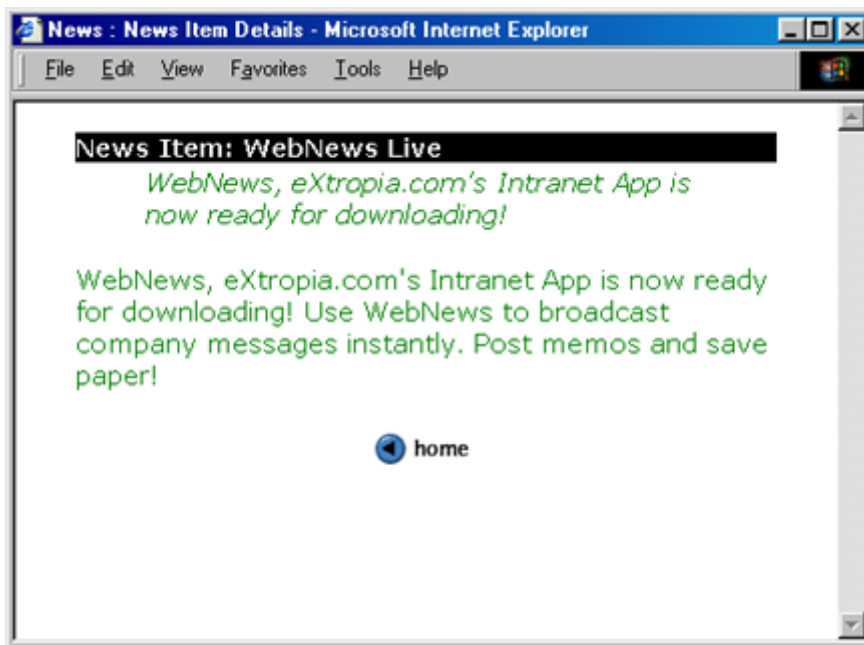 News : News Item Details - Microsoft Internet Explorer
File Edit View Favorites Tools Help
News Item: WebNews Live
WebNews, eXtropia.com's Intranet App is
now ready for downloading!
WebNews, eXtropia.com's Intranet App is now ready
for downloading! Use WebNews to broadcast
company messages instantly. Post memos and save
paper!
home